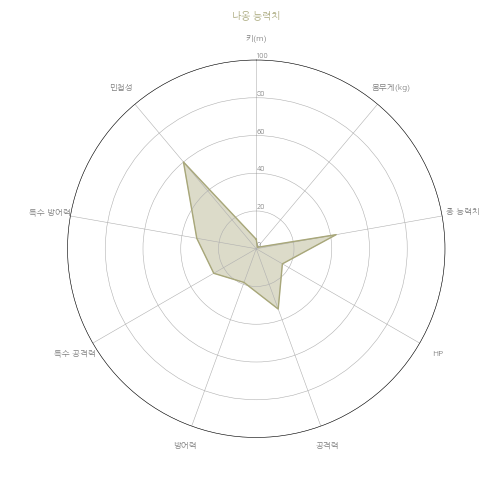 나옹 능력치
키(m)
100
민첩성
몸무게(kg)
80
60
40
특수 방어력
20
총 능력치
0
특수 공격력
HP
방어력
공격력